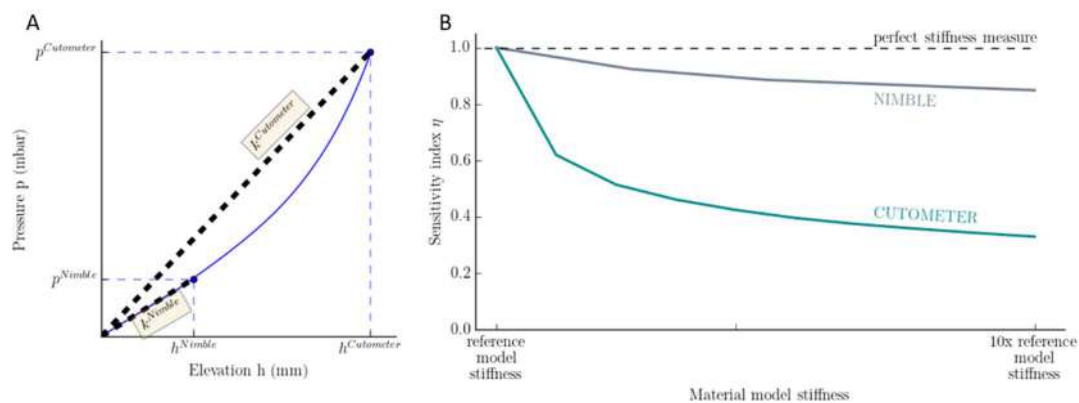 A
p^{Cutometer}
k^{Cutometer}
Pressure p (mbar)
p^{Nimble}
k^{Nimble}
h^{Nimble}
h^{Cutometer}
Elevation h (mm)
B
1.0
perfect stiffness measure
NIMBLE
0.8
Sensitivity index η
0.6
0.4
CUTOMETER
0.2
0.0
reference
model
stiffness
10x reference
model
stiffness
Material model stiffness